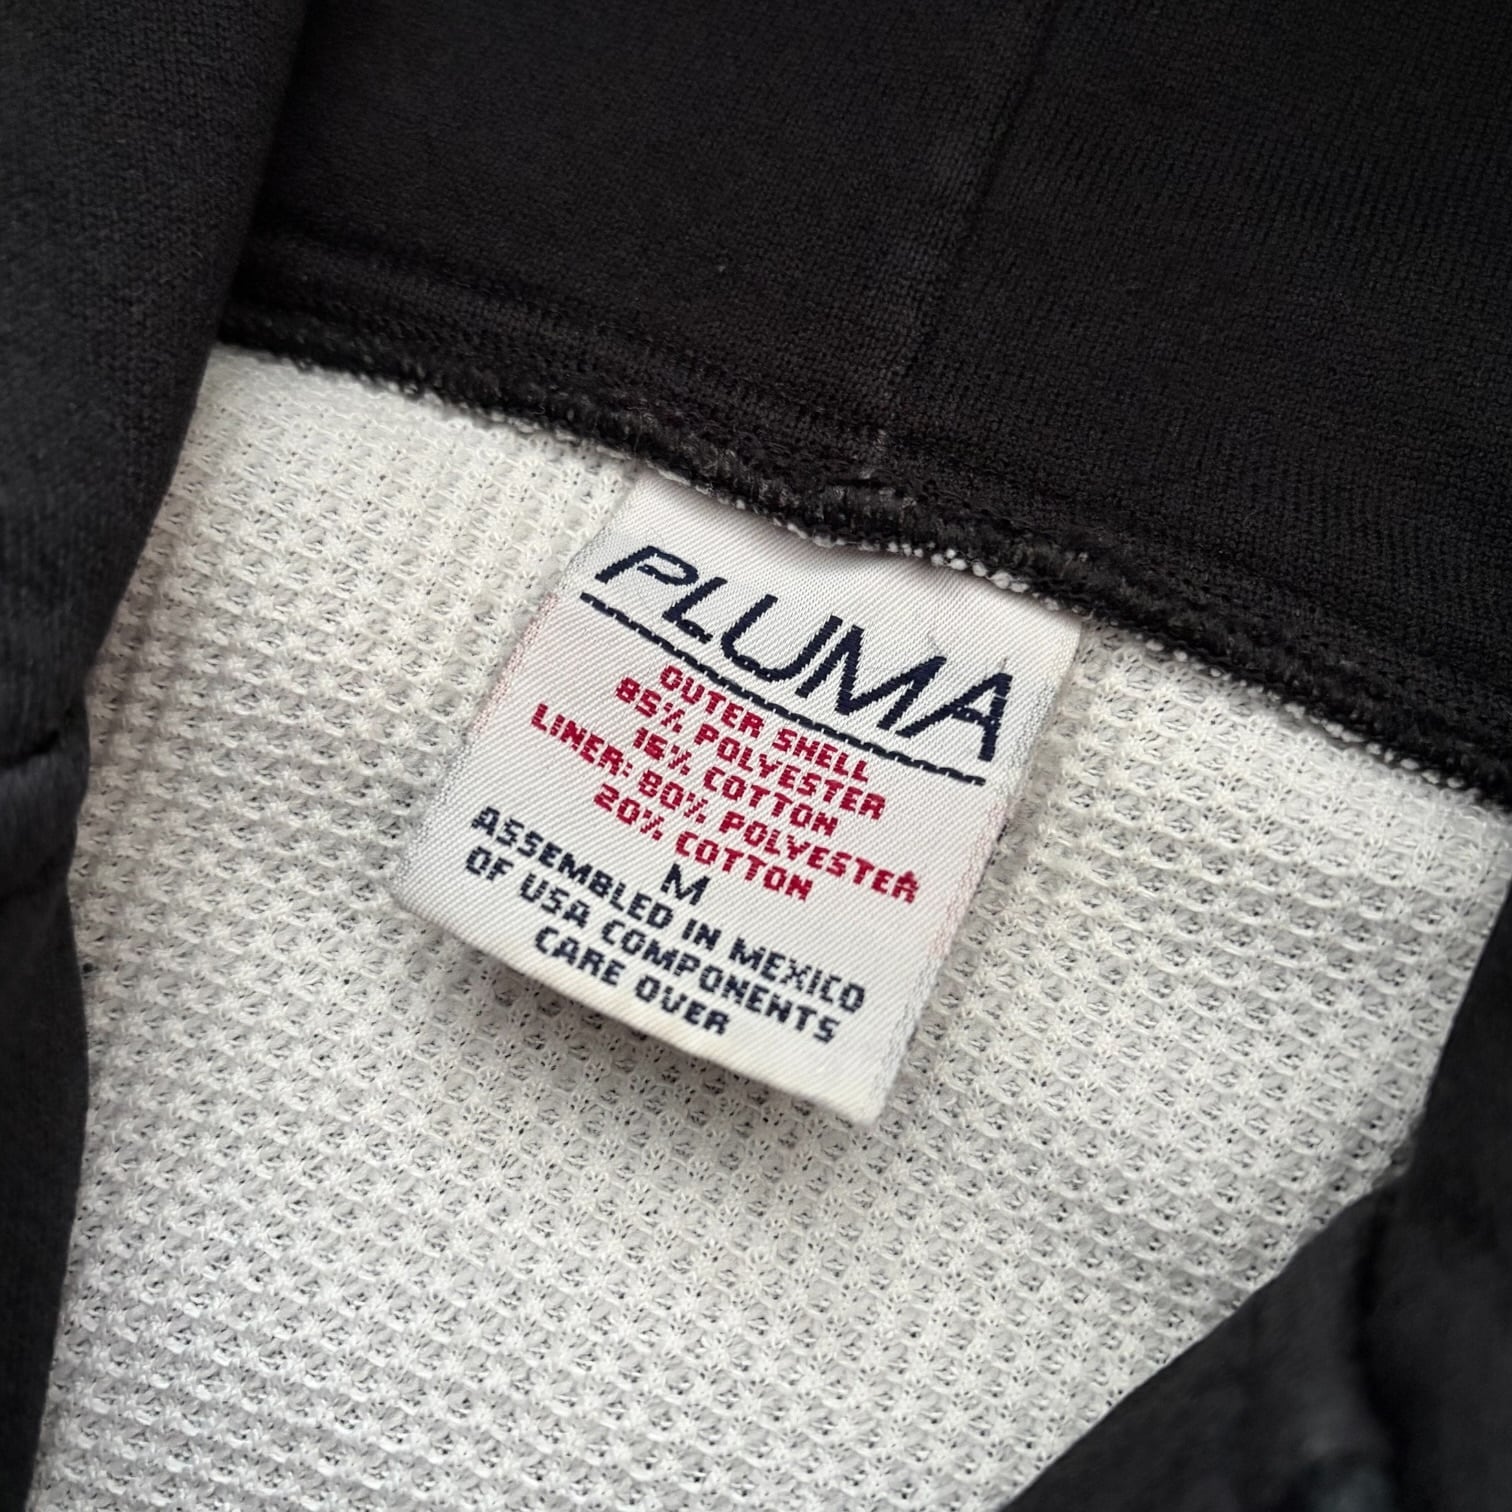 PLUMA
OUTER SHELL
85% POLYESTER
15% COTTON
LINER: 80% POLYESTER
20% COTTON
M
ASSEMBLED IN MEXICO
OF USA COMPONENTS
CARE OVER